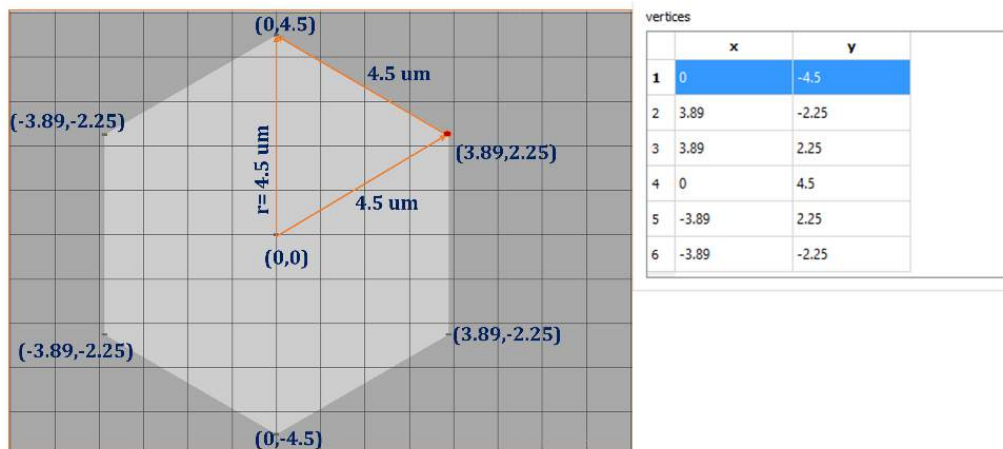 (0,4.5)
4.5 um
(-3.89,-2.25)
(3.89,2.25)
r= 4.5 um
4.5 um
(0,0)
(-3.89,-2.25)
(3.89,-2.25)
(0,-4.5)
vertices
x y
1 0 -4.5
2 3.89 -2.25
3 3.89 2.25
4 0 4.5
5 -3.89 2.25
6 -3.89 -2.25